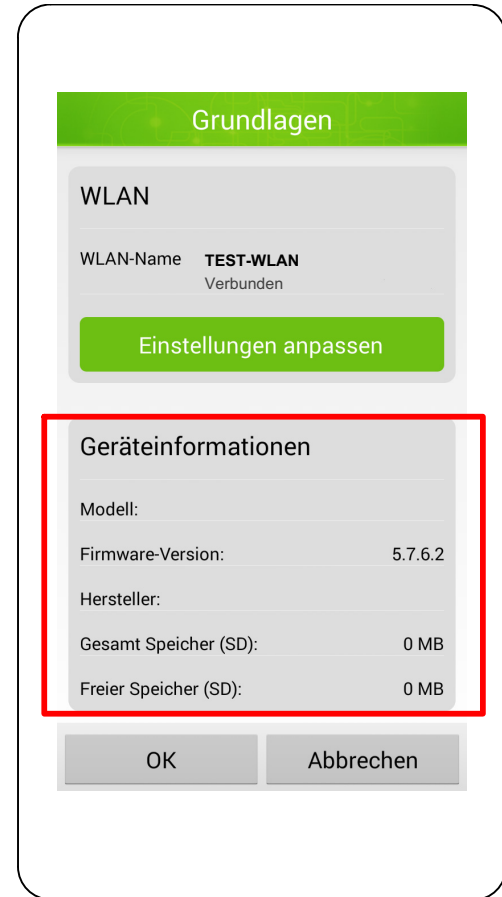 Grundlagen
WLAN
WLAN-Name TEST-WLAN
Verbunden
Einstellungen anpassen
Geräteinformationen
Modell:
Firmware-Version: 5.7.6.2
Hersteller:
Gesamt Speicher (SD): 0 MB
Freier Speicher (SD): 0 MB
OK Abbrechen